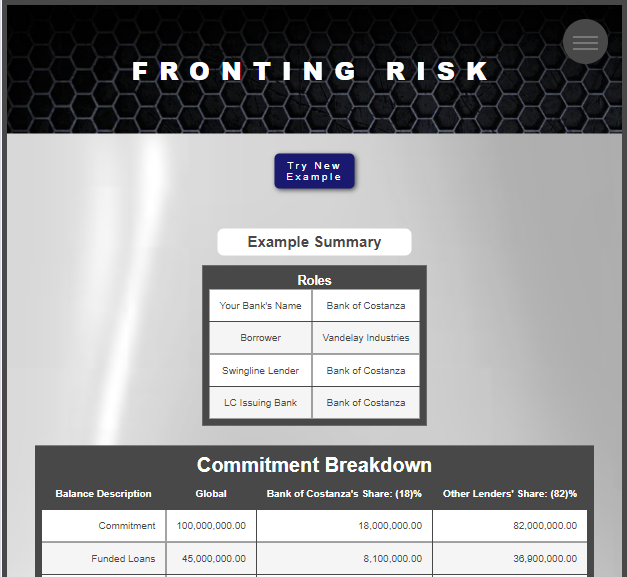 FRONTING RISK
Try New
Example
Example Summary
Roles
Your Bank's Name Bank of Costanza
Borrower Vandelay Industries
Swingline Lender Bank of Costanza
LC Issuing Bank Bank of Costanza
Commitment Breakdown
Balance Description Global Bank of Costanza's Share: (18)% Other Lenders' Share: (82)%
Commitment 100,000,000.00 18,000,000.00 82,000,000.00
Funded Loans 45,000,000.00 8,100,000.00 36,900,000.00